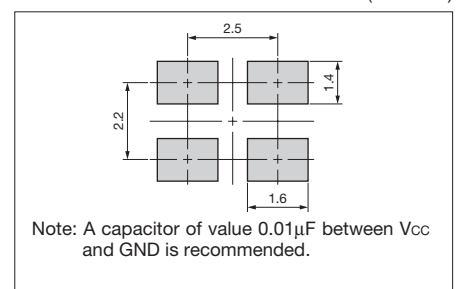 2.5
1.4
2.2
1.6
Note: A capacitor of value 0.01µF between Vcc
and GND is recommended.